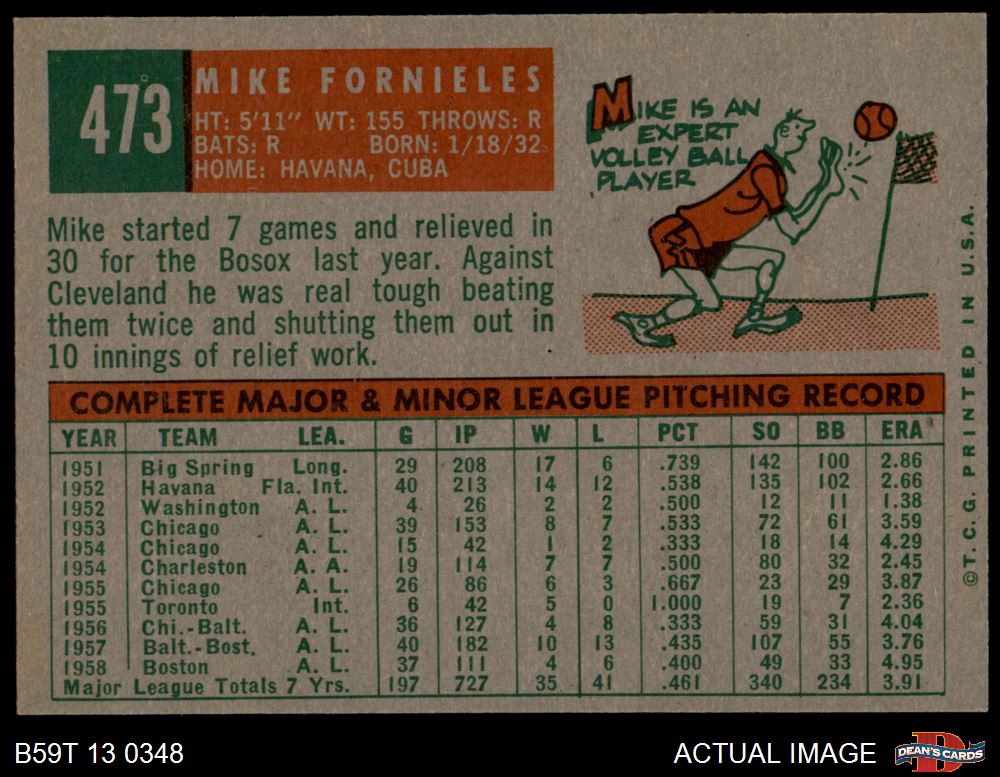 473
MIKE FORNIELES
HT: 5'11" WT: 155 THROWS: R
BATS: R BORN: 1/18/32
HOME: HAVANA, CUBA
MIKE IS AN
EXPERT
VOLLEY BALL
PLAYER
Mike started 7 games and relieved in
30 for the Bosox last year. Against
Cleveland he was real tough beating
them twice and shutting them out in
10 innings of relief work.
COMPLETE MAJOR & MINOR LEAGUE PITCHING RECORD
YEAR TEAM LEA. G IP W L PCT SO BB ERA
1951 Big Spring Long. 29 208 17 6 .739 142 100 2.86
1952 Havana Fla. Int. 40 213 14 12 .538 135 102 2.66
1952 Washington A. L. 4 26 2 2 .500 12 11 1.38
1953 Chicago A. L. 39 153 8 7 .533 72 61 3.59
1954 Chicago A. L. 15 42 1 2 .333 18 14 4.29
1954 Charleston A. A. 19 114 7 7 .500 80 32 2.45
1955 Chicago A. L. 26 86 6 3 .667 23 29 3.87
1955 Toronto Int. 6 42 5 0 1.000 19 7 2.36
1956 Chi.-Balt. A. L. 36 127 4 8 .333 59 31 4.04
1957 Balt.-Bost. A. L. 40 182 10 13 .435 107 55 3.76
1958 Boston A. L. 37 111 4 6 .400 49 33 4.95
Major League Totals 7 Yrs. 197 727 35 41 .461 340 234 3.91
©T. C. G. PRINTED IN U.S.A.
B59T 13 0348
ACTUAL IMAGE
DEAN'S CARDS